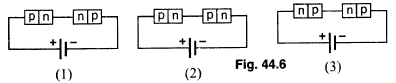 p n n p
p n p n
n p n p
+ − + − + −
Fig. 44.6
(1) (2) (3)